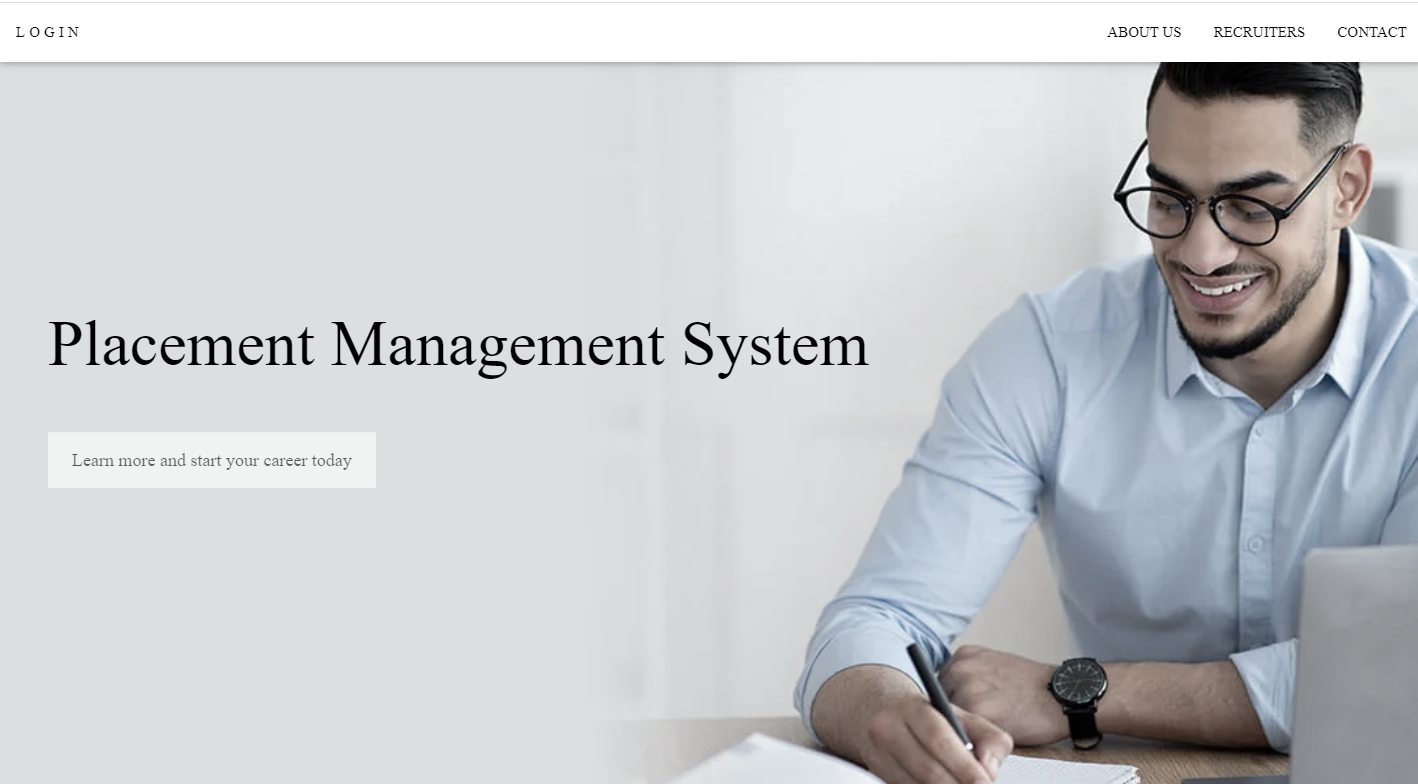 LOGIN
ABOUT US
RECRUITERS
CONTACT
Placement Management System
Learn more and start your career today